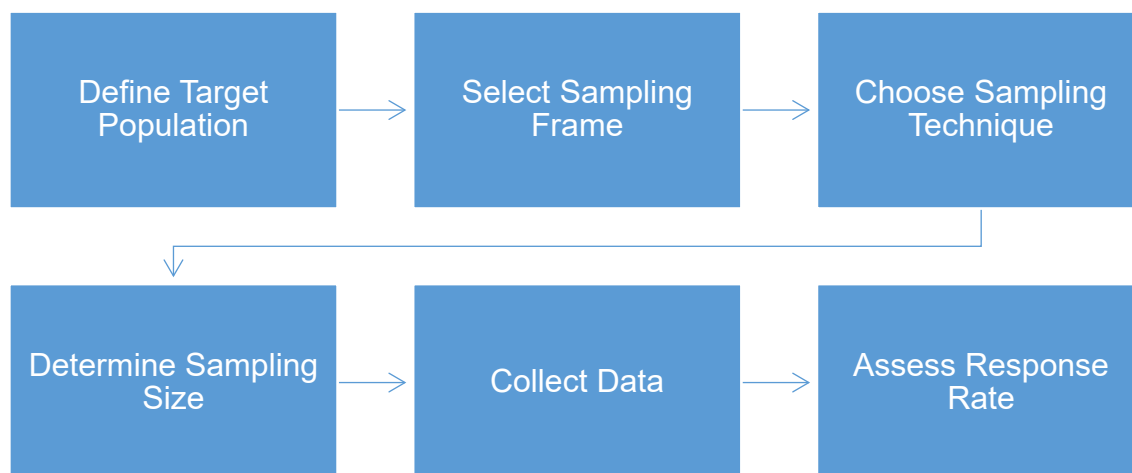 Define Target
Population
Select Sampling
Frame
Choose Sampling
Technique
Determine Sampling
Size
Collect Data
Assess Response
Rate